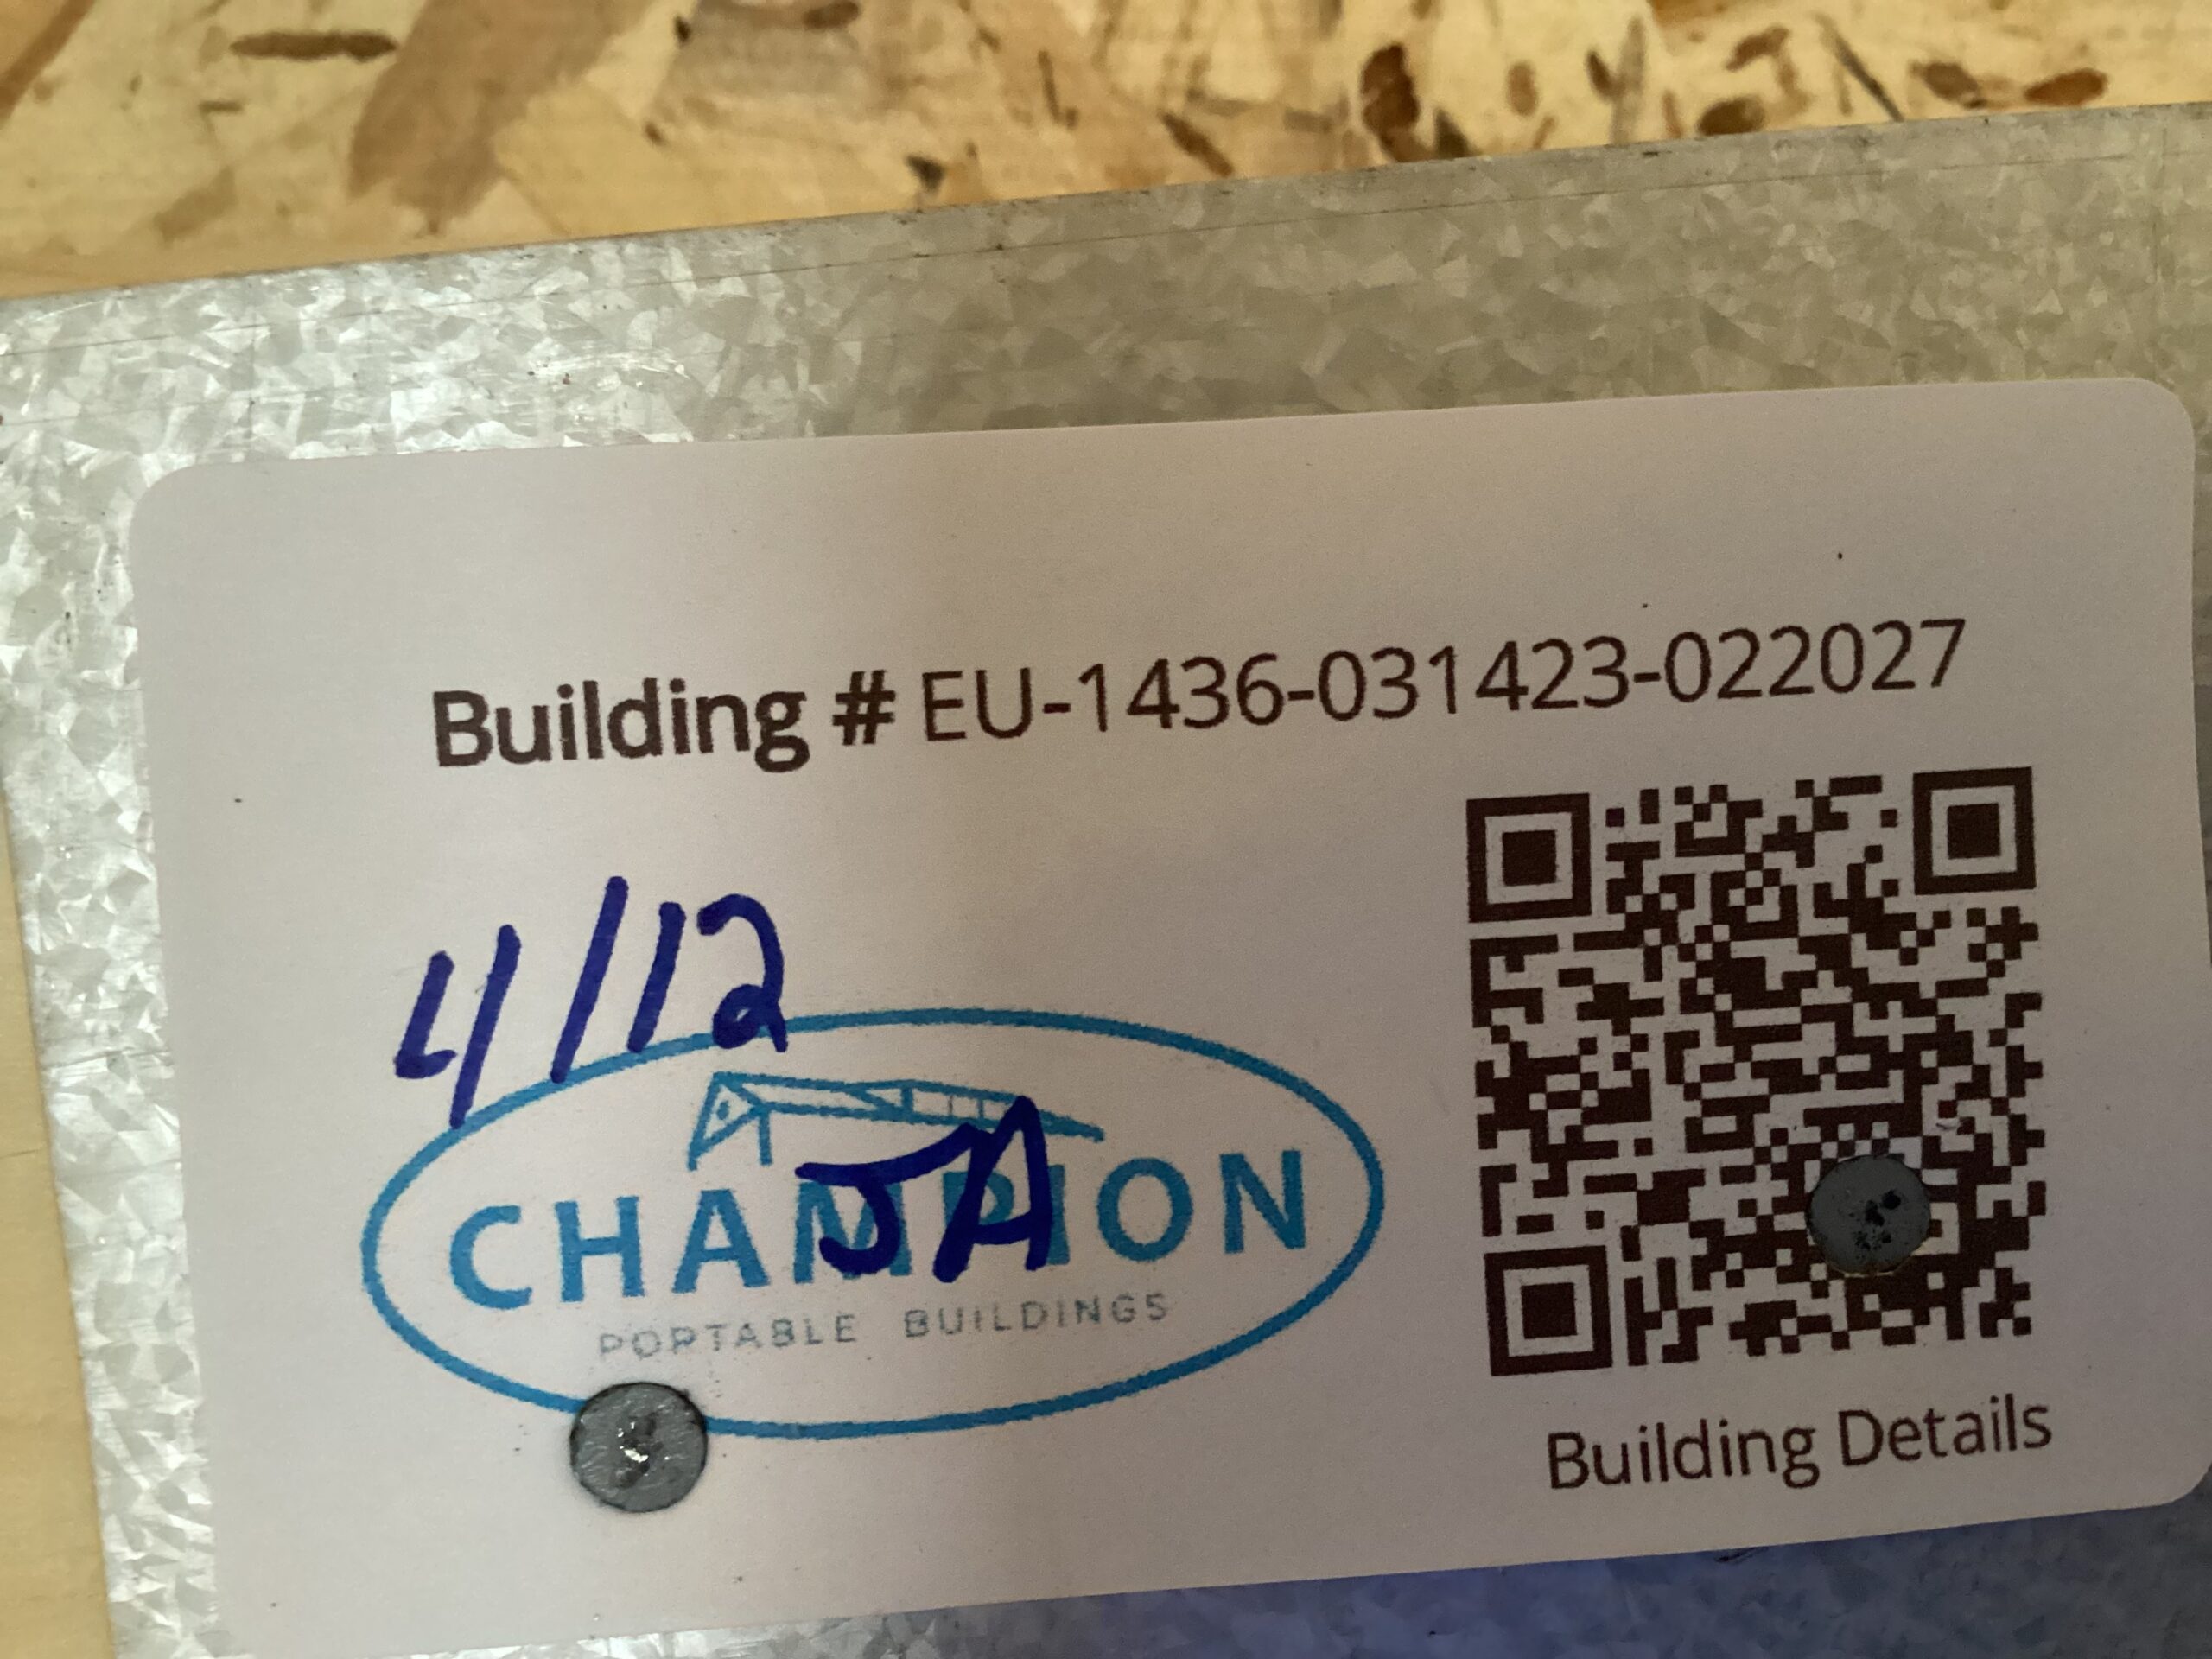 Building # EU-1436-031423-022027
4/12
JA
CHAMPION
PORTABLE BUILDINGS
Building Details